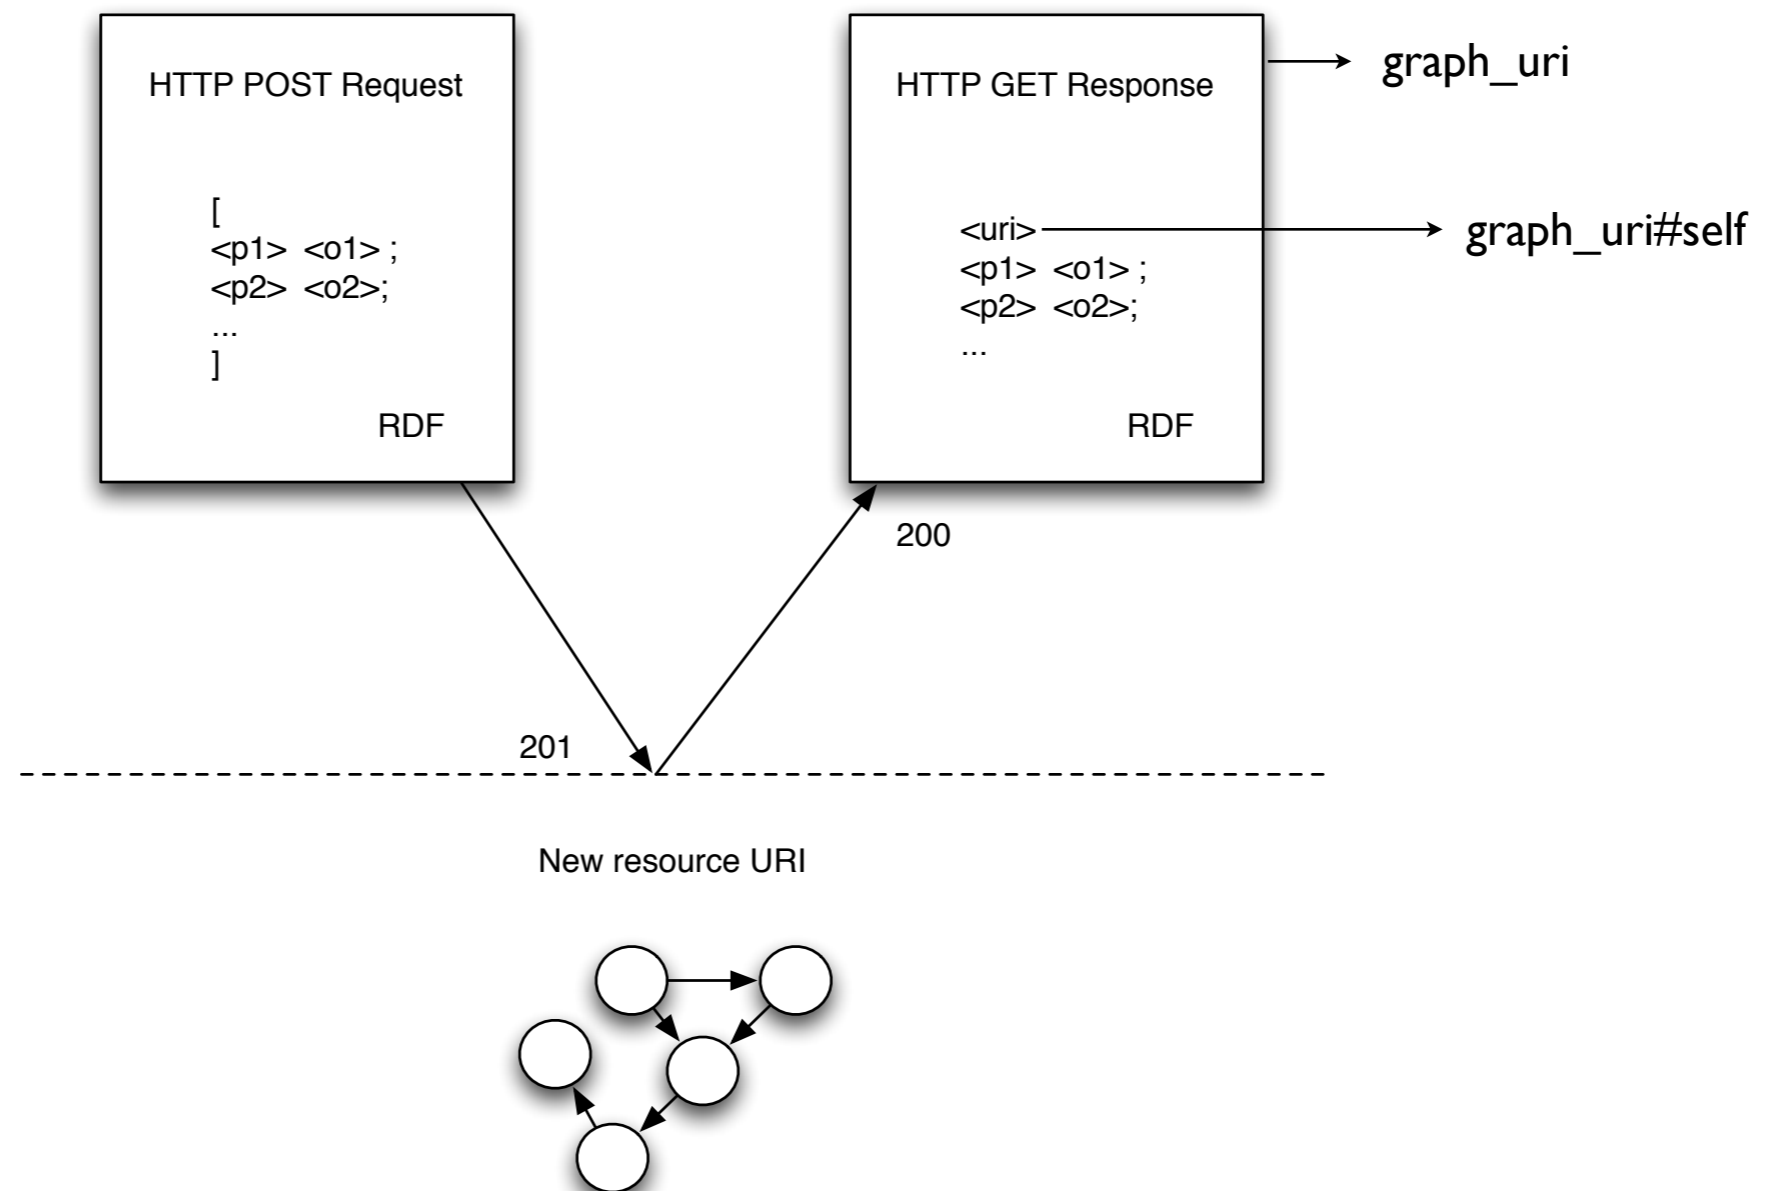 HTTP POST Request
[
<p1> <o1> ;
<p2> <o2>;
...
]
RDF
HTTP GET Response
<uri>
<p1> <o1> ;
<p2> <o2>;
...
RDF
graph_uri
graph_uri#self
200
201
New resource URI